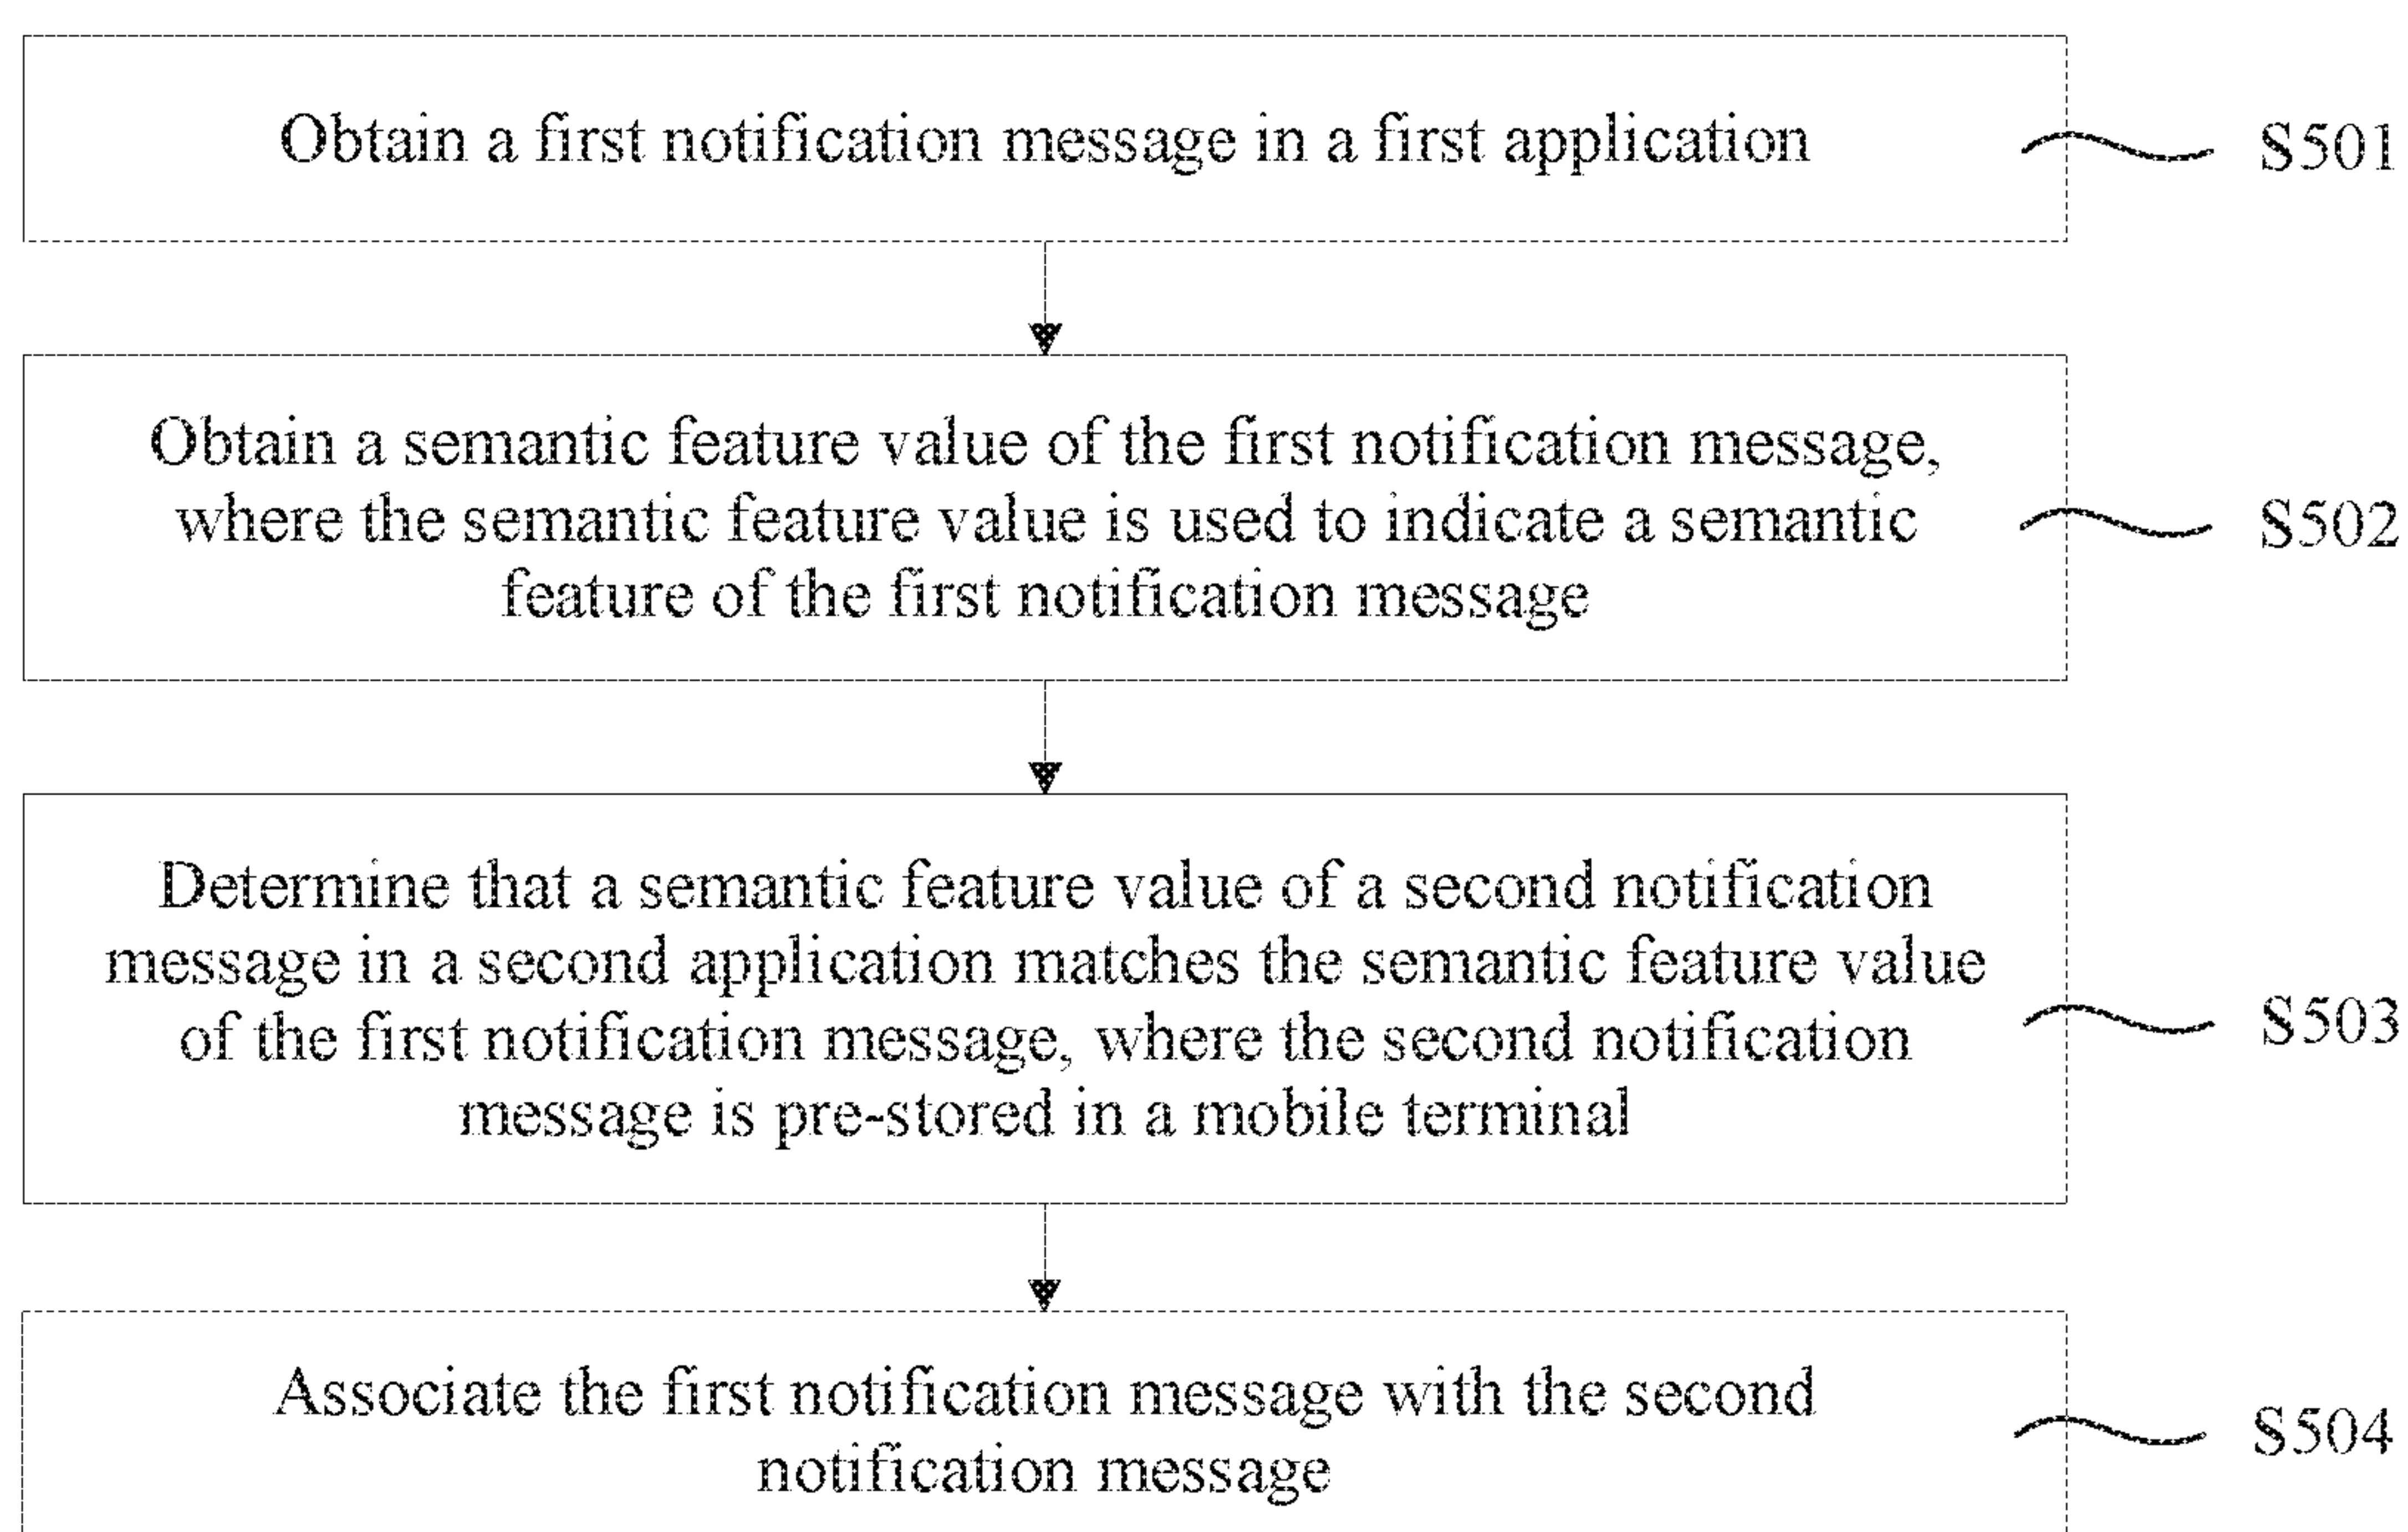 Obtain a first notification message in a first application
S501
Obtain a semantic feature value of the first notification message,
where the semantic feature value is used to indicate a semantic
feature of the first notification message
S502
Determine that a semantic feature value of a second notification
message in a second application matches the semantic feature value
of the first notification message, where the second notification
message is pre-stored in a mobile terminal
S503
Associate the first notification message with the second
notification message
S504